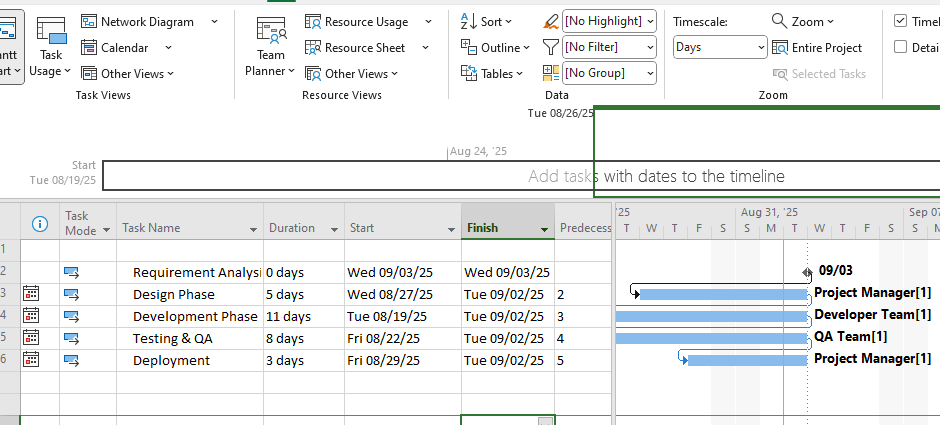 Network Diagram
Resource Usage
Sort
[No Highlight]
Timescale:
Zoom
Task
Usage
Calendar
Team
Planner
Resource Sheet
Outline
[No Filter]
Days
Entire Project
Other Views
Other Views
Tables
[No Group]
Selected Tasks
Task Views
Resource Views
Data
Zoom
Tue 08/26/25
Aug 24, '25
Start
Tue 08/19/25
Add tasks with dates to the timeline
Task Mode Task Name Duration Start Finish Predecess
'25 Aug 31, '25 Sep 07
T W T F S S M T W T F S S M
1
2 Requirement Analysi 0 days Wed 09/03/25 Wed 09/03/25 09/03
3 Design Phase 5 days Wed 08/27/25 Tue 09/02/25 2 Project Manager[1]
4 Development Phase 11 days Tue 08/19/25 Tue 09/02/25 3 Developer Team[1]
5 Testing & QA 8 days Fri 08/22/25 Tue 09/02/25 4 QA Team[1]
6 Deployment 3 days Fri 08/29/25 Tue 09/02/25 5 Project Manager[1]